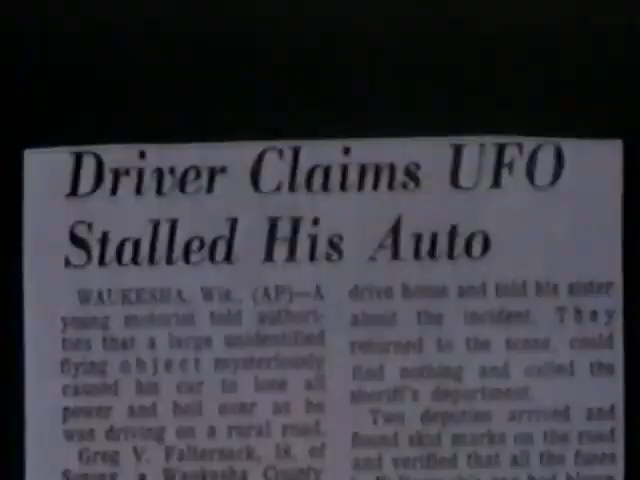 Driver Claims UFO
Stalled His Auto
WAUKESHA, Wis., (AP)—A
young motorist told authori-
ties that a large unidentified
flying object mysteriously
caused his car to lose all
power and boil over as he
was driving on a rural road.
Greg V. Faltersack, 18, of
a Waukesha County
drive home and told his sister
about the incident. They
returned to the scene, could
find nothing and called the
sheriff's department.
Two deputies arrived and
found skid marks on the road
and verified that all the fuses
had blown